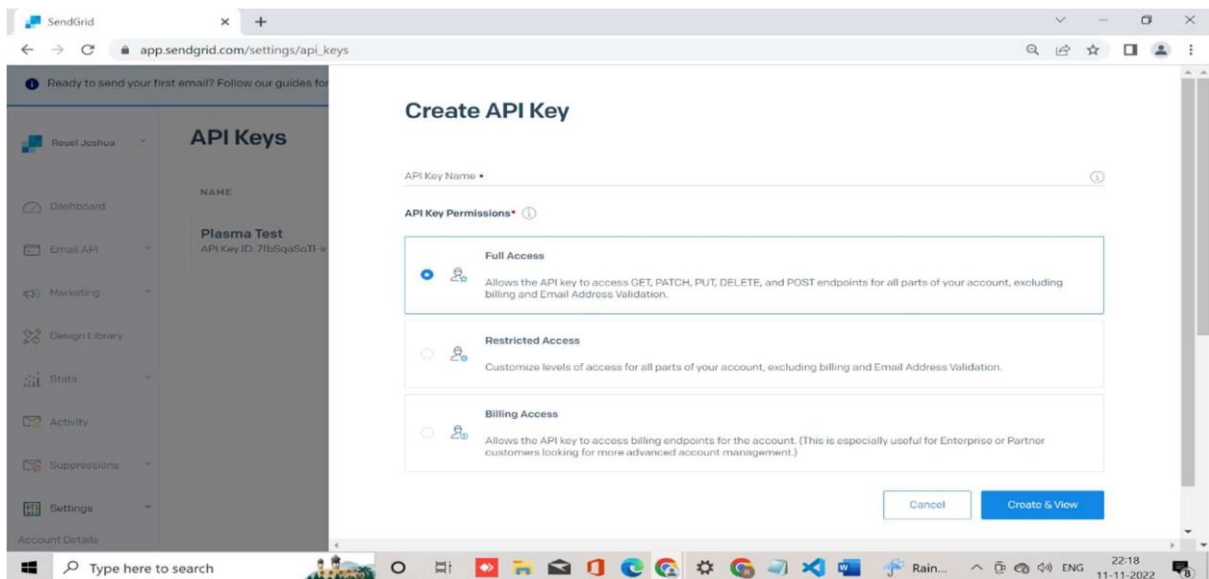 SendGrid
app.sendgrid.com/settings/api_keys
Ready to send your first email? Follow our guides for
Reuel Joshua
API Keys
NAME
Dashboard
Plasma Test
API Key ID:
Email API
Marketing
Design Library
Stats
Activity
Suppressions
Settings
Account Details
Create API Key
API Key Name •
API Key Permissions•
Full Access
Allows the API key to access GET, PATCH, PUT, DELETE, and POST endpoints for all parts of your account, excluding
billing and Email Address Validation.
Restricted Access
Customize levels of access for all parts of your account, excluding billing and Email Address Validation.
Billing Access
Allows the API key to access billing endpoints for the account. (This is especially useful for Enterprise or Partner
customers looking for more advanced account management.)
Cancel
Create & View
Type here to search
Rain...
ENG
22:18
11-11-2022